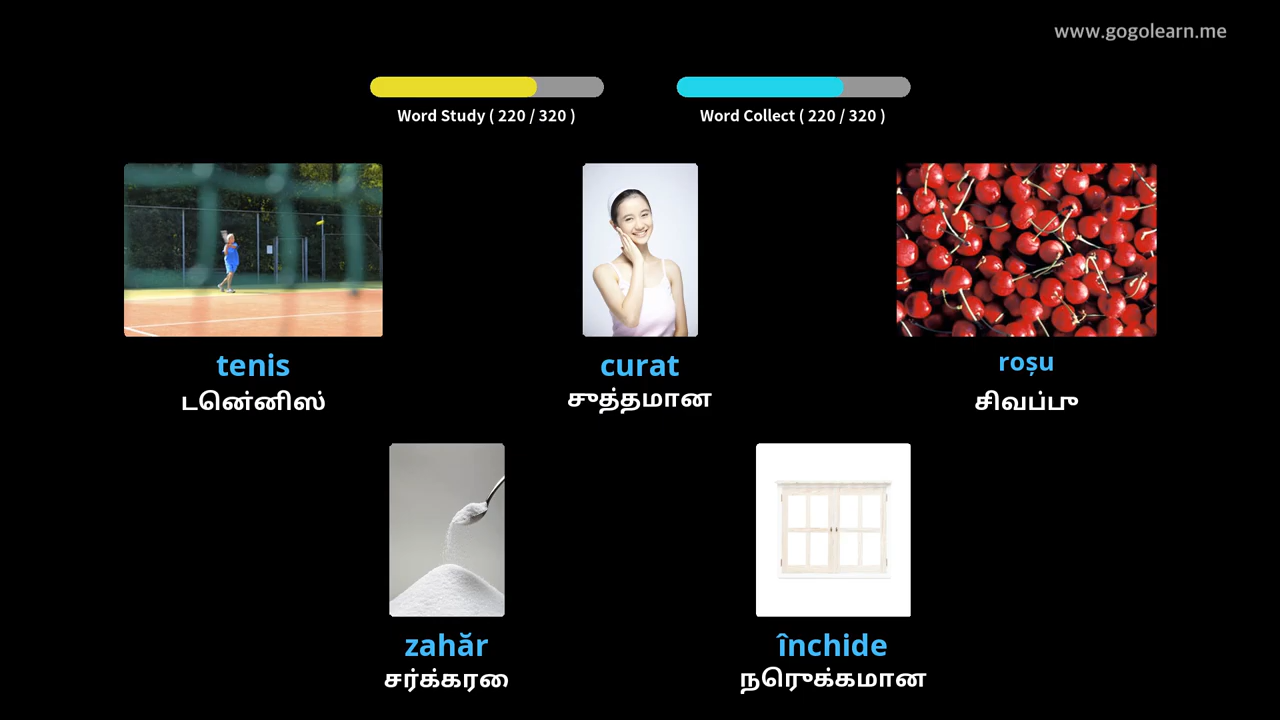 www.gogolearn.me
Word Study ( 220 / 320 )
Word Collect ( 220 / 320 )
tenis
டென்னிஸ்
curat
சுத்தமான
roșu
சிவப்பு
zahăr
சர்க்கரை
închide
நெருக்கமான